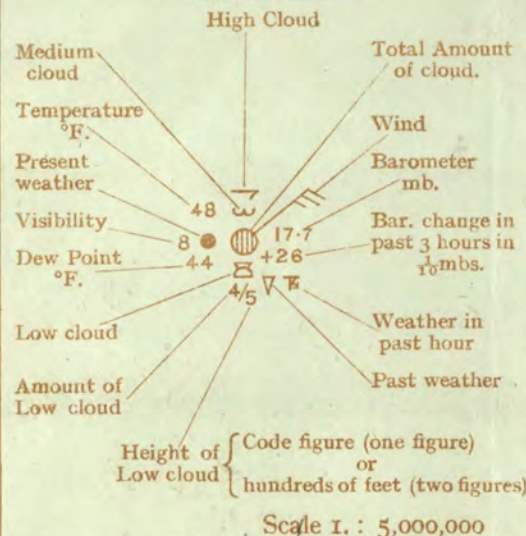 High Cloud
Medium
cloud
Total Amount
of cloud.
Temperature
°F.
Wind
Present
weather
Barometer
mb.
48
Visibility
8
17·7
Bar. change in
past 3 hours in
1/10 mbs.
Dew Point
°F.
44
+26
4/5
Low cloud
Weather in
past hour
Amount of
Low cloud
Past weather
Height of
Low cloud
Code figure (one figure)
or
hundreds of feet (two figures)
Scale 1. : 5,000,000